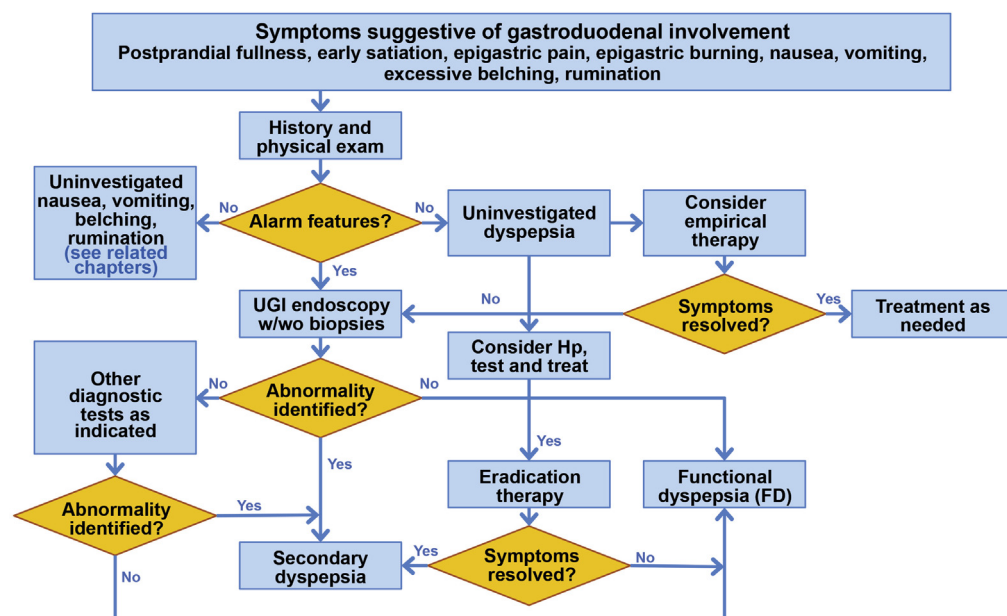 Symptoms suggestive of gastroduodenal involvement
Postprandial fullness, early satiation, epigastric pain, epigastric burning, nausea, vomiting,
excessive belching, rumination
History and
physical exam
Uninvestigated
nausea, vomiting,
belching,
rumination
(see related
chapters)
No
Alarm features?
No
Uninvestigated
dyspepsia
Consider
empirical
therapy
Yes
UGI endoscopy
w/wo biopsies
No
Symptoms
resolved?
Yes
Treatment as
needed
Consider Hp,
test and treat
Other
diagnostic
tests as
indicated
No
Abnormality
identified?
No
Yes
Yes
Eradication
therapy
Functional
dyspepsia (FD)
Abnormality
identified?
Yes
Secondary
dyspepsia
Yes
Symptoms
resolved?
No
No